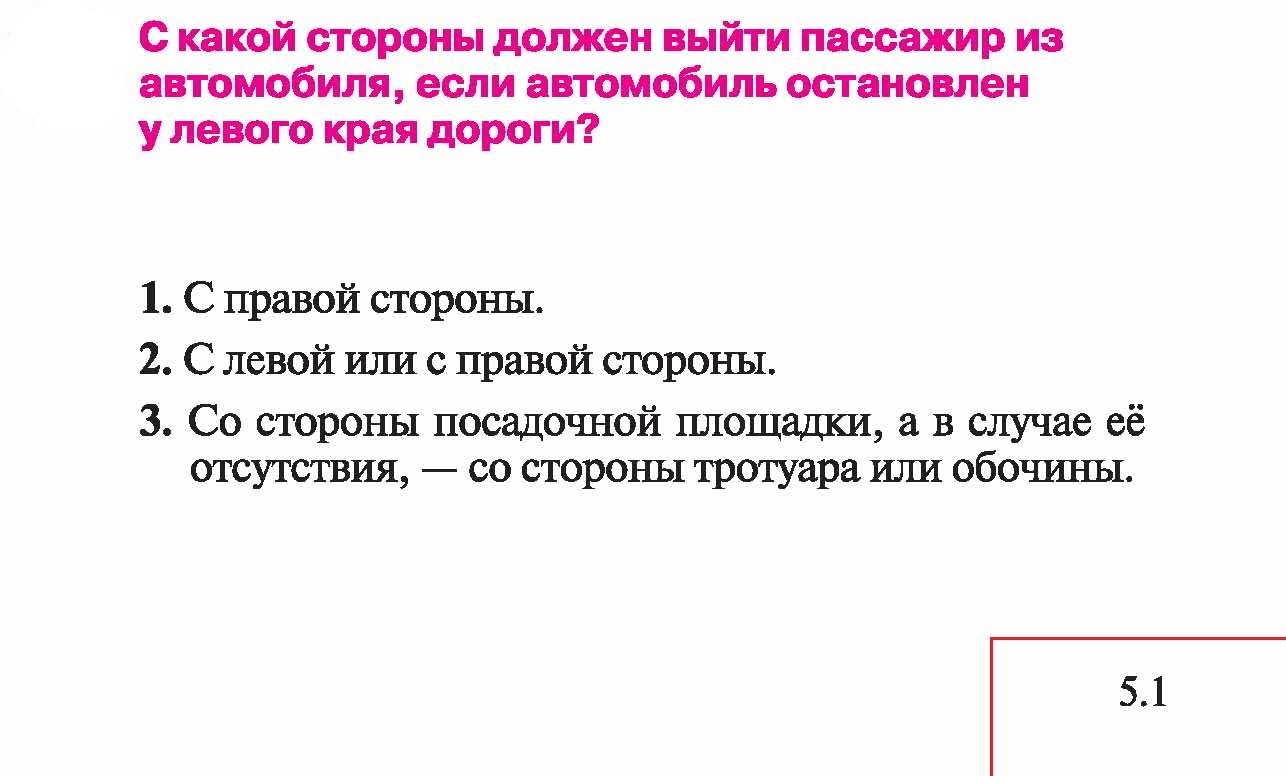 С какой стороны должен выйти пассажир из
автомобиля, если автомобиль остановлен
у левого края дороги?
1. С правой стороны.
2. С левой или с правой стороны.
3. Со стороны посадочной площадки, а в случае её
отсутствия, — со стороны тротуара или обочины.
5.1